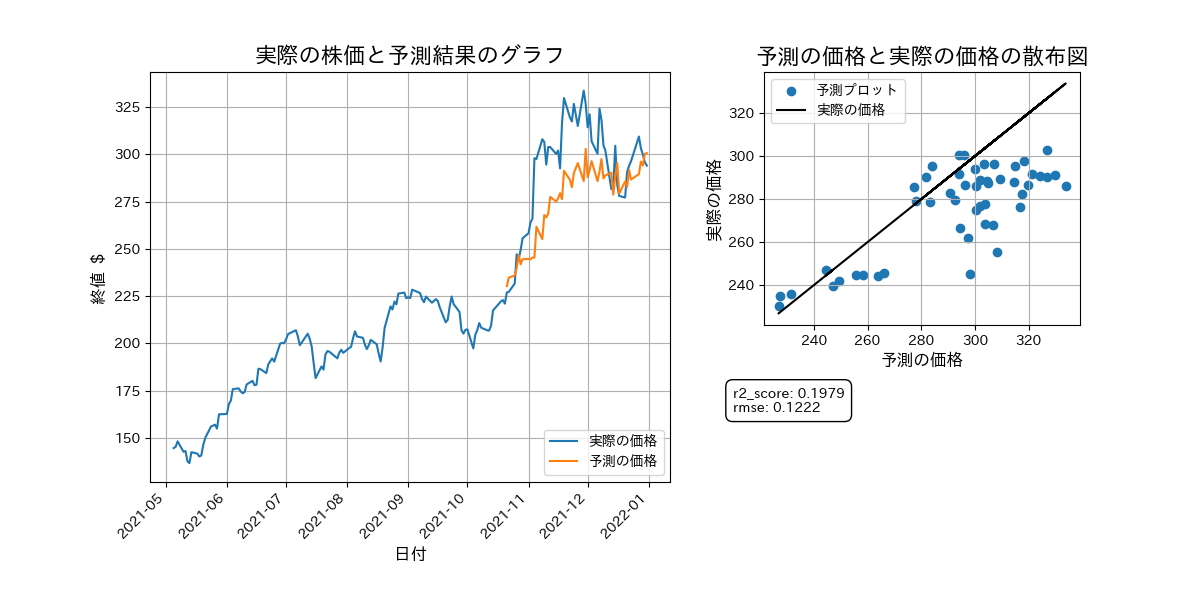 実際の株価と予測結果のグラフ
終値 $
325
300
275
250
225
200
175
150
実際の価格
予測の価格
2021-05
2021-06
2021-07
2021-08
2021-09
2021-10
2021-11
2021-12
2022-01
日付
予測の価格と実際の価格の散布図
予測プロット
実際の価格
実際の価格
320
300
280
260
240
240
260
280
300
320
予測の価格
r2_score: 0.1979
rmse: 0.1222